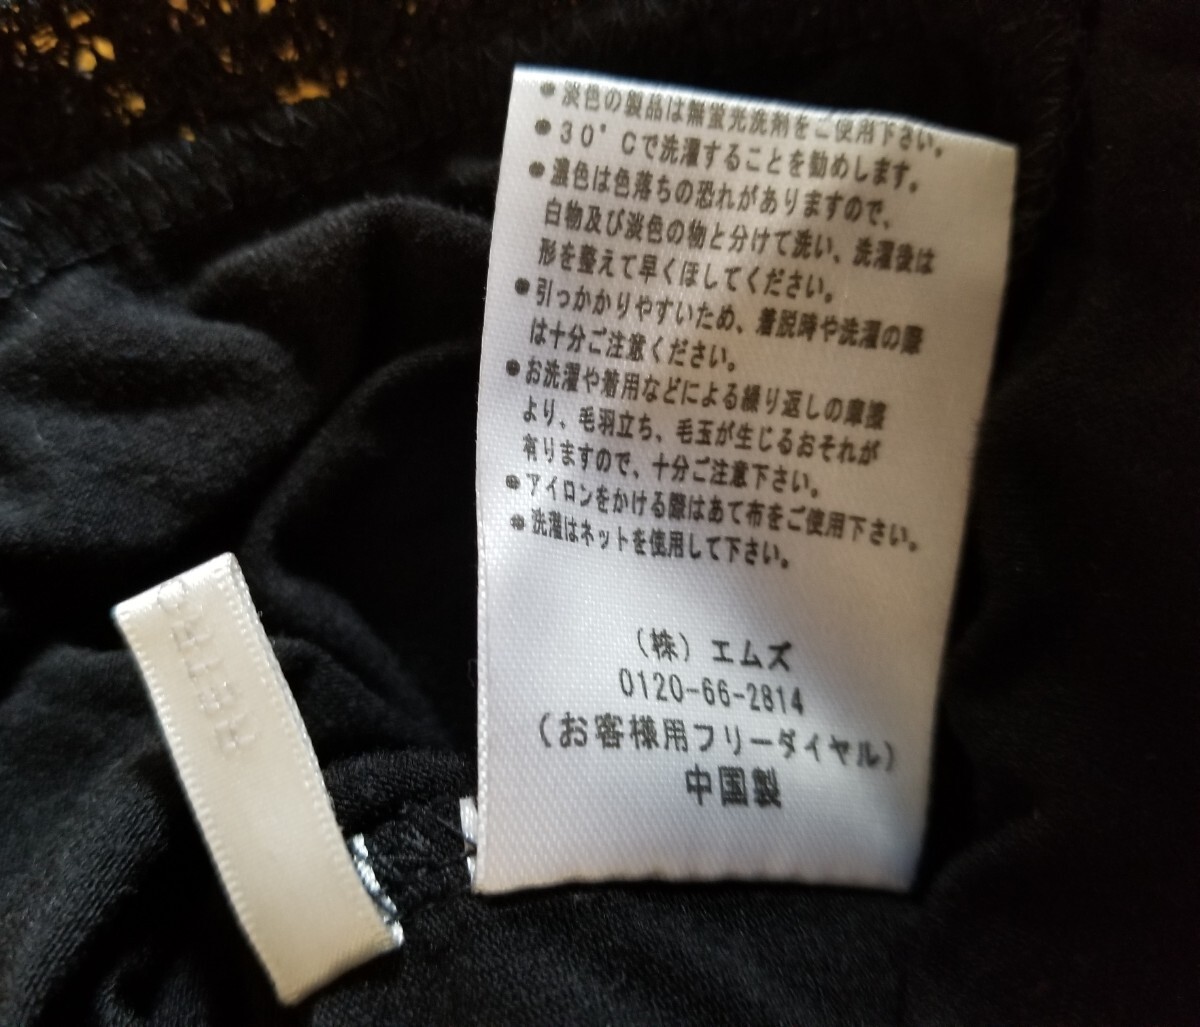 ● 淡色の製品は無蛍光洗剤をご使用下さい。
● 30°Cで洗濯することを勧めします。
● 濃色は色落ちの恐れがありますので、
白物及び淡色の物と分けて洗い、洗濯後は
形を整えて早くほしてください。
● 引っかかりやすいため、着脱時や洗濯の際
は十分ご注意ください。
● お洗濯や着用などによる繰り返しの摩擦
より、毛羽立ち、毛玉が生じるおそれが
有りますので、十分ご注意下さい。
● アイロンをかける際はあて布をご使用下さい。
● 洗濯はネットを使用して下さい。
(株) エムズ
0120-66-2814
(お客様用フリーダイヤル)
中国製